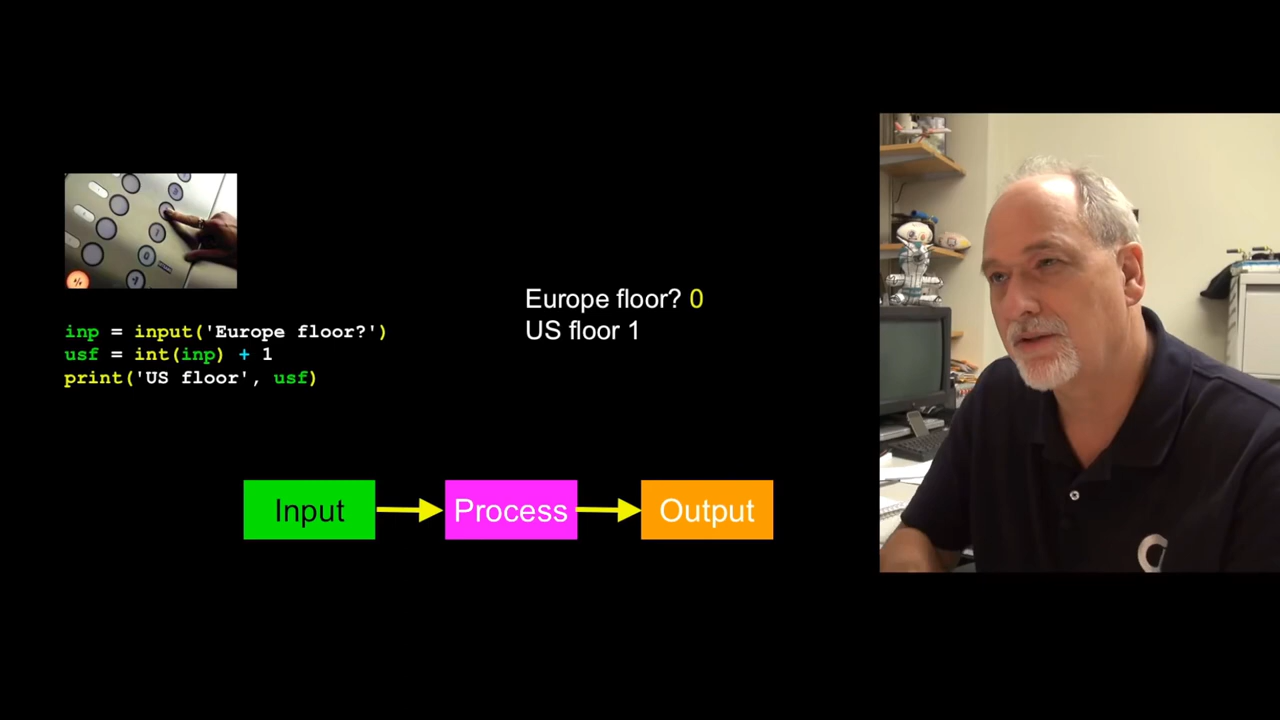 inp = input('Europe floor?')
usf = int(inp) + 1
print('US floor', usf)
Europe floor? 0
US floor 1
Input
Process
Output